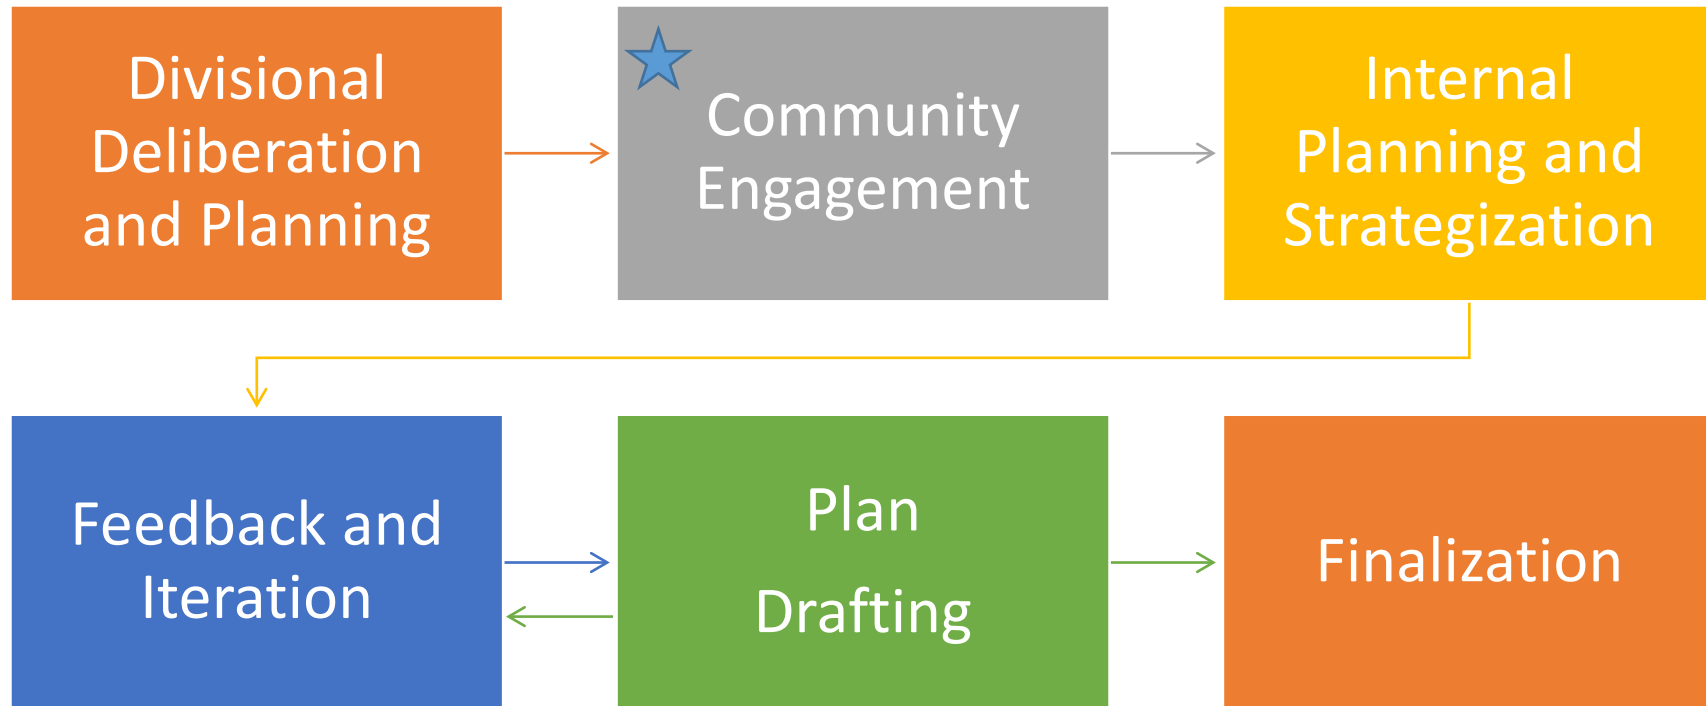 Divisional
Deliberation
and Planning
Community
Engagement
Internal
Planning and
Strategization
Feedback and
Iteration
Plan
Drafting
Finalization